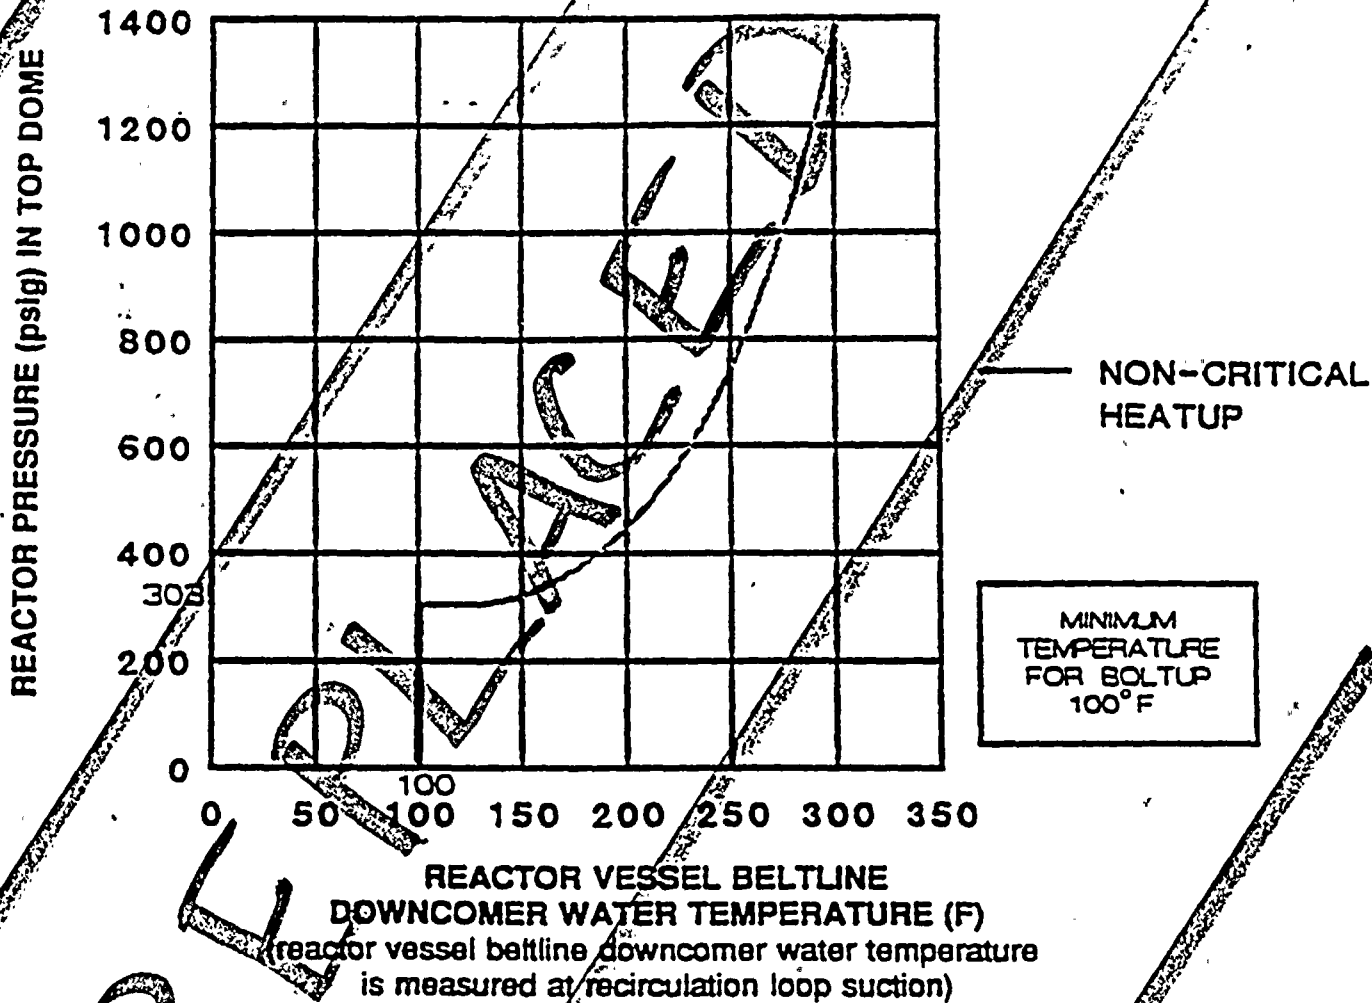 REACTOR PRESSURE (psig) IN TOP DOME
1400
1200
1000
800
600
400
303
200
0
100
0 50 100 150 200 250 300 350
REACTOR VESSEL BELTLINE
DOWNCOMER WATER TEMPERATURE (F)
(reactor vessel beltline downcomer water temperature
is measured at recirculation loop suction)
NON-CRITICAL
HEATUP
MINIMUM
TEMPERATURE
FOR BOLTUP
100°F
REPLACED